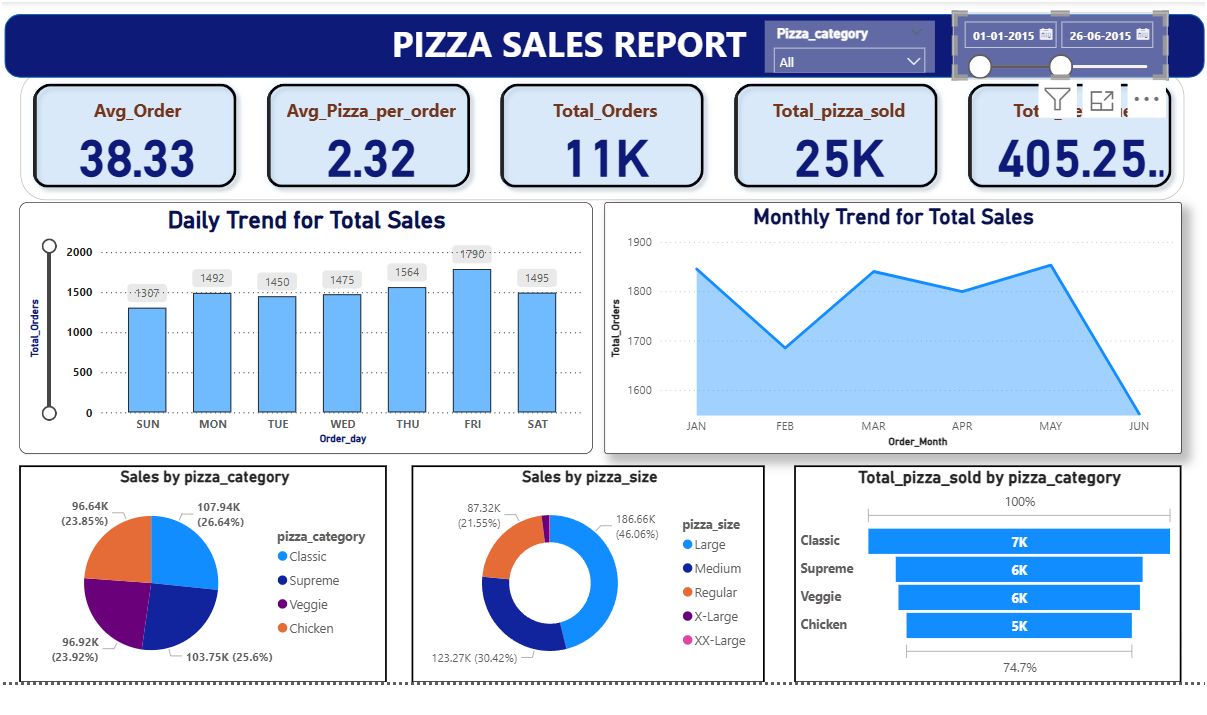 PIZZA SALES REPORT
Pizza_category
All
01-01-2015
26-06-2015
Avg_Order
38.33
Avg_Pizza_per_order
2.32
Total_Orders
11K
Total_pizza_sold
25K
405.25..
Daily Trend for Total Sales
Total_Orders
2000
1500
1000
500
0
1307
1492
1450
1475
1564
1790
1495
SUN MON TUE WED THU FRI SAT
Order_day
Monthly Trend for Total Sales
Total_Orders
1900
1800
1700
1600
JAN FEB MAR APR MAY JUN
Order_Month
Sales by pizza_category
96.64K
(23.85%)
107.94K
(26.64%)
96.92K
(23.92%)
103.75K (25.6%)
pizza_category
Classic
Supreme
Veggie
Chicken
Sales by pizza_size
87.32K
(21.55%)
186.66K
(46.06%)
123.27K (30.42%)
pizza_size
Large
Medium
Regular
X-Large
XX-Large
Total_pizza_sold by pizza_category
100%
Classic 7K
Supreme 6K
Veggie 6K
Chicken 5K
74.7%